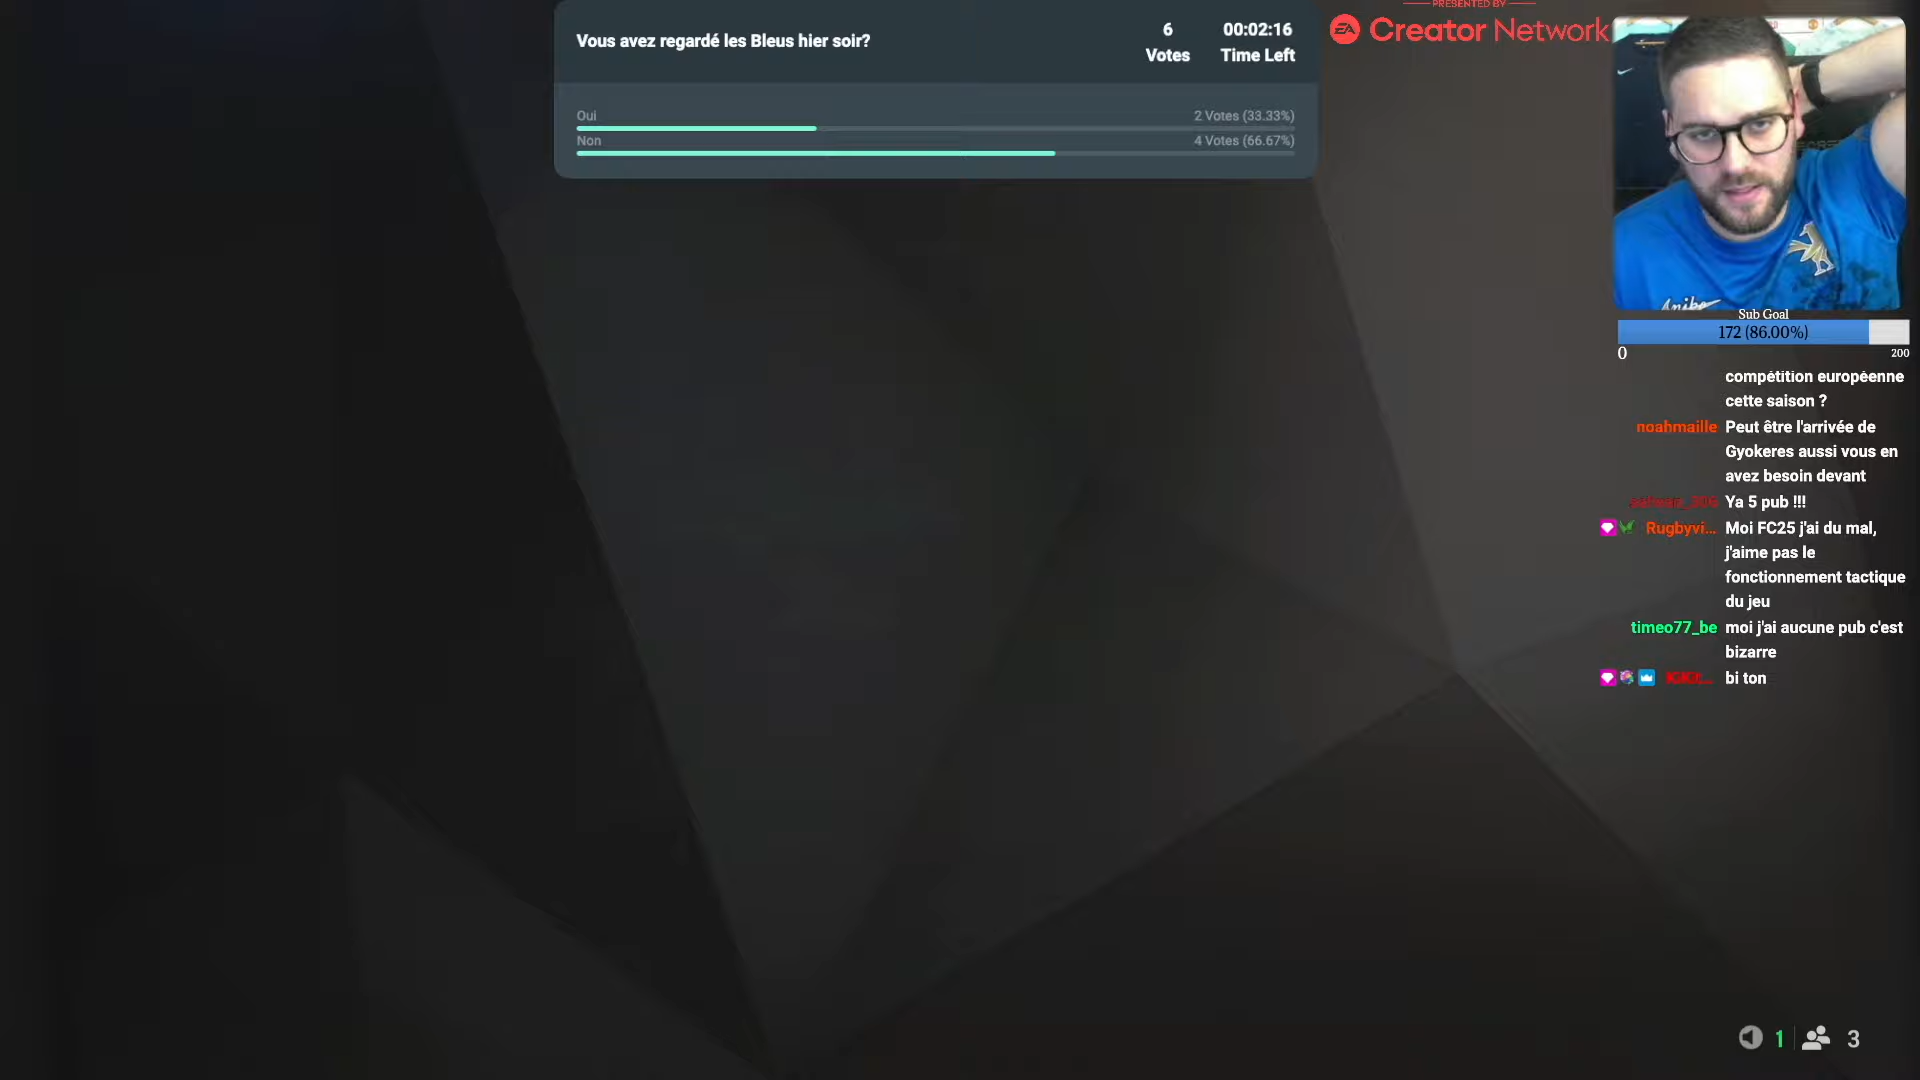 PRESENTED BY
EA Creator Network
Vous avez regardé les Bleus hier soir?
6
Votes
00:02:16
Time Left
Oui
2 Votes (33.33%)
Non
4 Votes (66.67%)
Sub Goal
172 (86.00%)
0
200
compétition européenne
cette saison ?
noahmaille Peut être l'arrivée de
Gyokeres aussi vous en
avez besoin devant
Ya 5 pub !!!
Rugbyvi... Moi FC25 j'ai du mal,
j'aime pas le
fonctionnement tactique
du jeu
timeo77_be moi j'ai aucune pub c'est
bizarre
bi ton
1
3